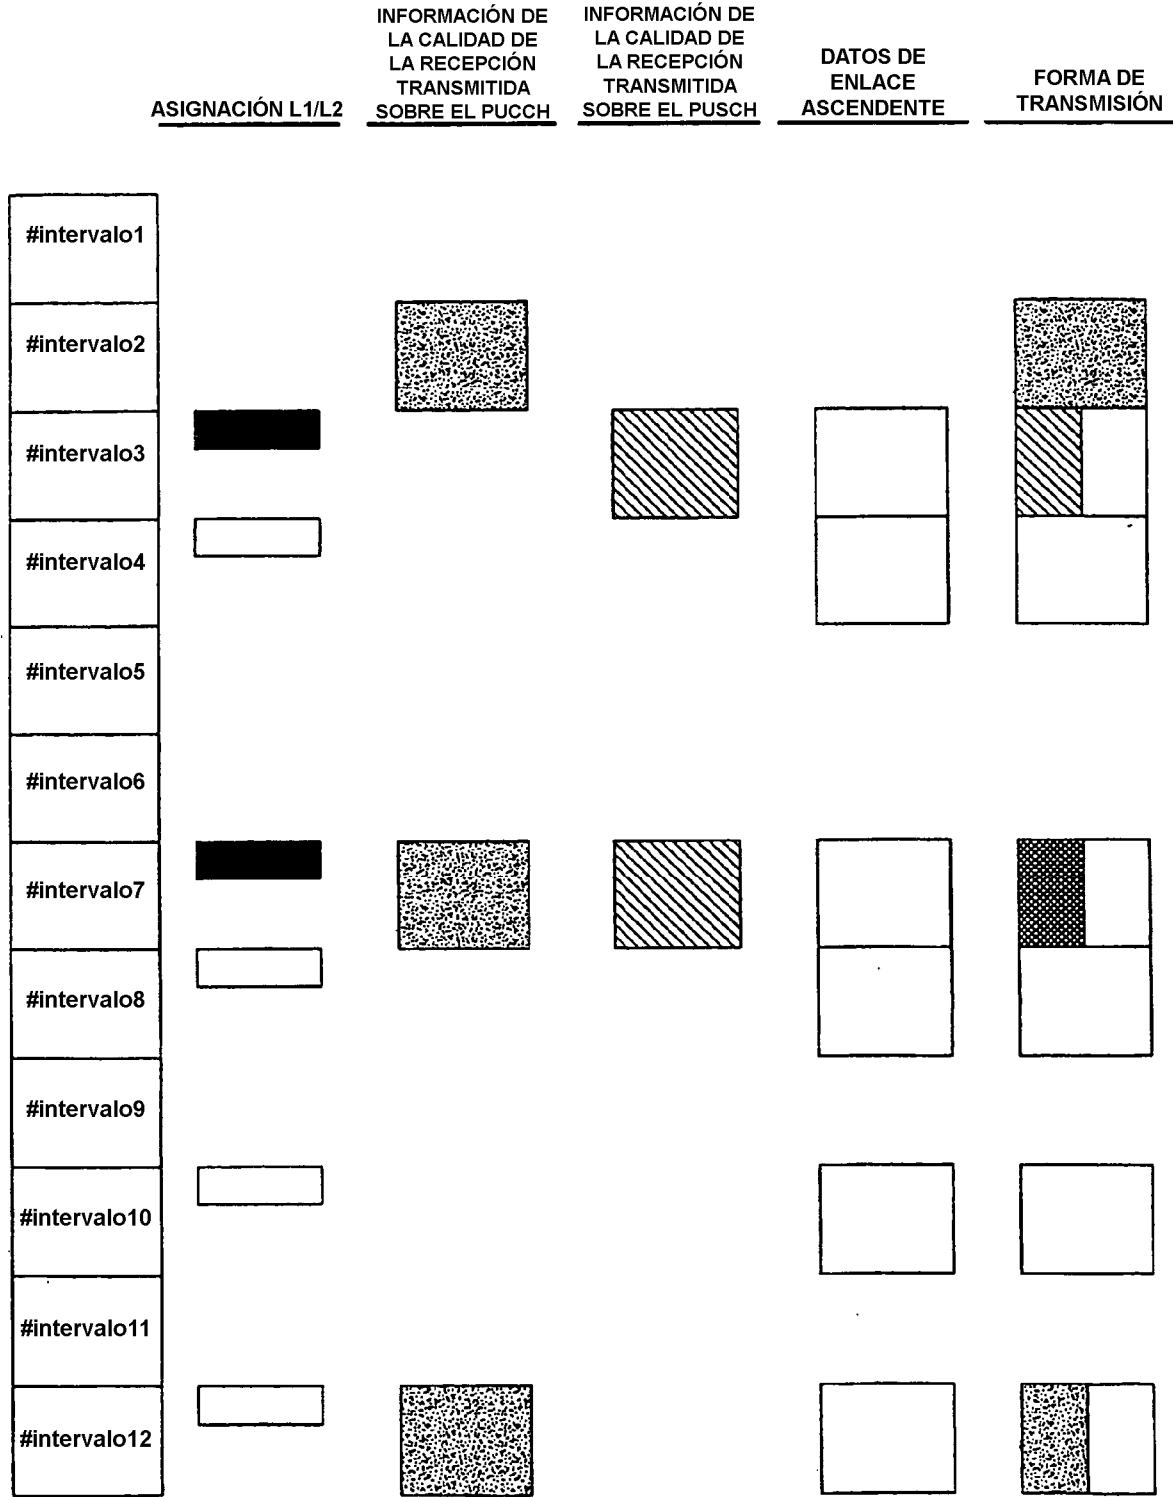 ASIGNACIÓN L1/L2
INFORMACIÓN DE
LA CALIDAD DE
LA RECEPCIÓN
TRANSMITIDA
SOBRE EL PUCCH
INFORMACIÓN DE
LA CALIDAD DE
LA RECEPCIÓN
TRANSMITIDA
SOBRE EL PUSCH
DATOS DE
ENLACE
ASCENDENTE
FORMA DE
TRANSMISIÓN
#intervalo1
#intervalo2
#intervalo3
#intervalo4
#intervalo5
#intervalo6
#intervalo7
#intervalo8
#intervalo9
#intervalo10
#intervalo11
#intervalo12